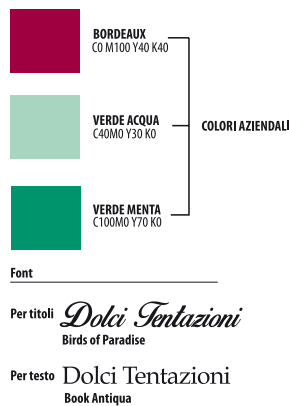 BORDEAUX
C0 M100 Y40 K40
VERDE ACQUA
C40M0 Y30 K0
COLORI AZIENDALI
VERDE MENTA
C100M0 Y70 K0
Font
Per titoli Dolci Tentazioni
Birds of Paradise
Per testo Dolci Tentazioni
Book Antiqua